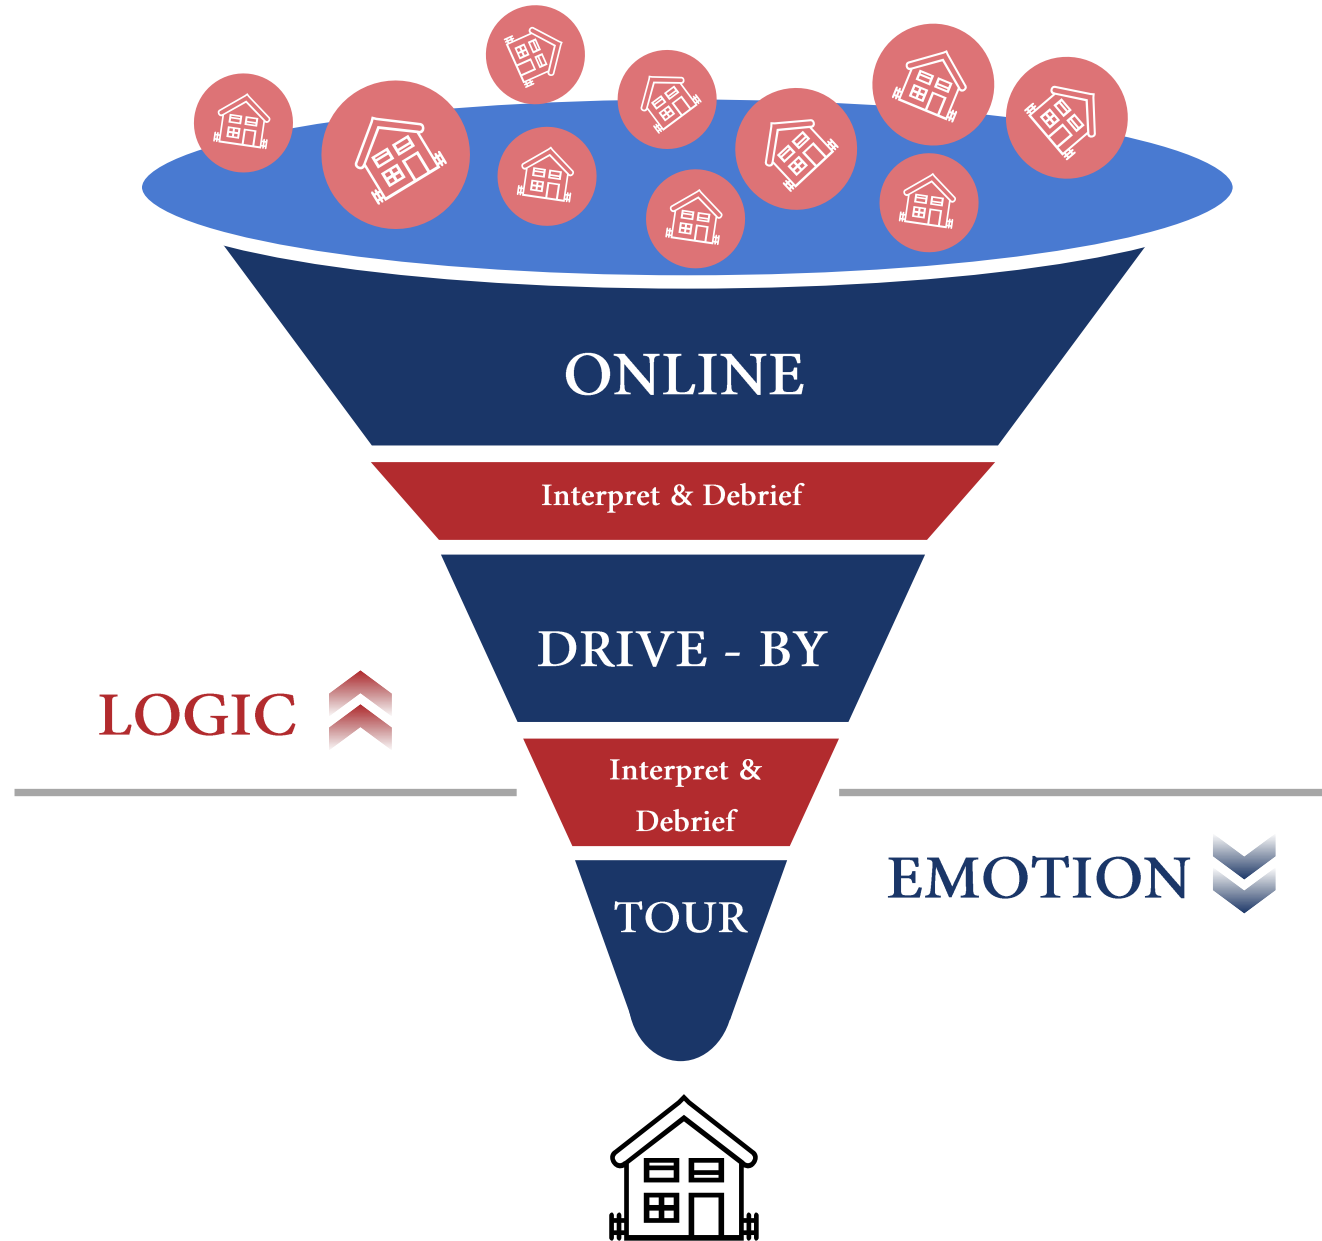 ONLINE
Interpret & Debrief
DRIVE - BY
LOGIC
Interpret &
Debrief
EMOTION
TOUR